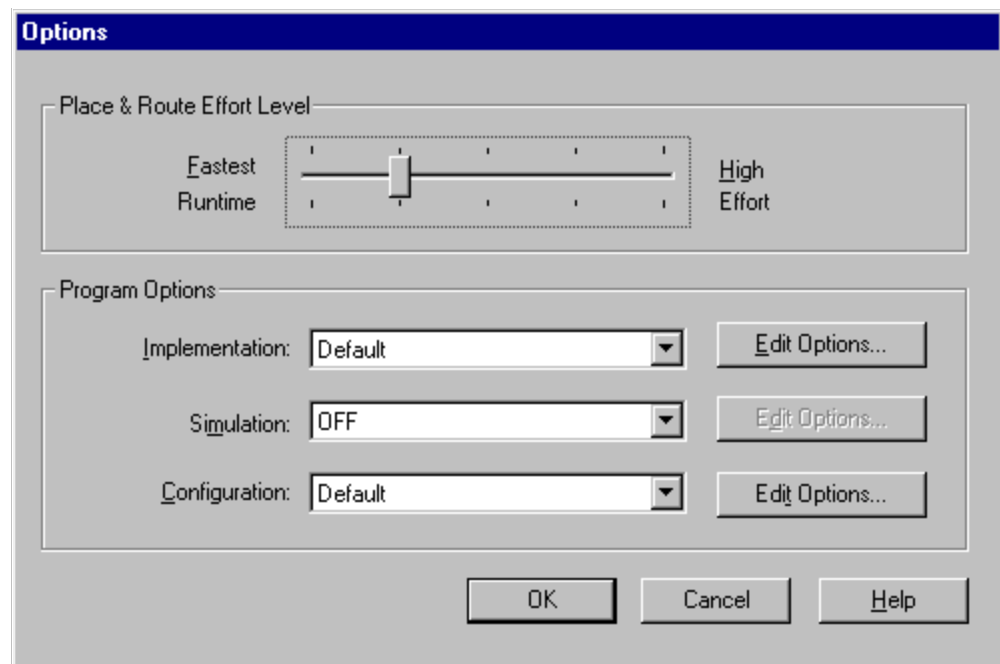 Options
Place & Route Effort Level
Fastest
Runtime
High
Effort
Program Options
Implementation: Default Edit Options...
Simulation: OFF Edit Options...
Configuration: Default Edit Options...
OK Cancel Help